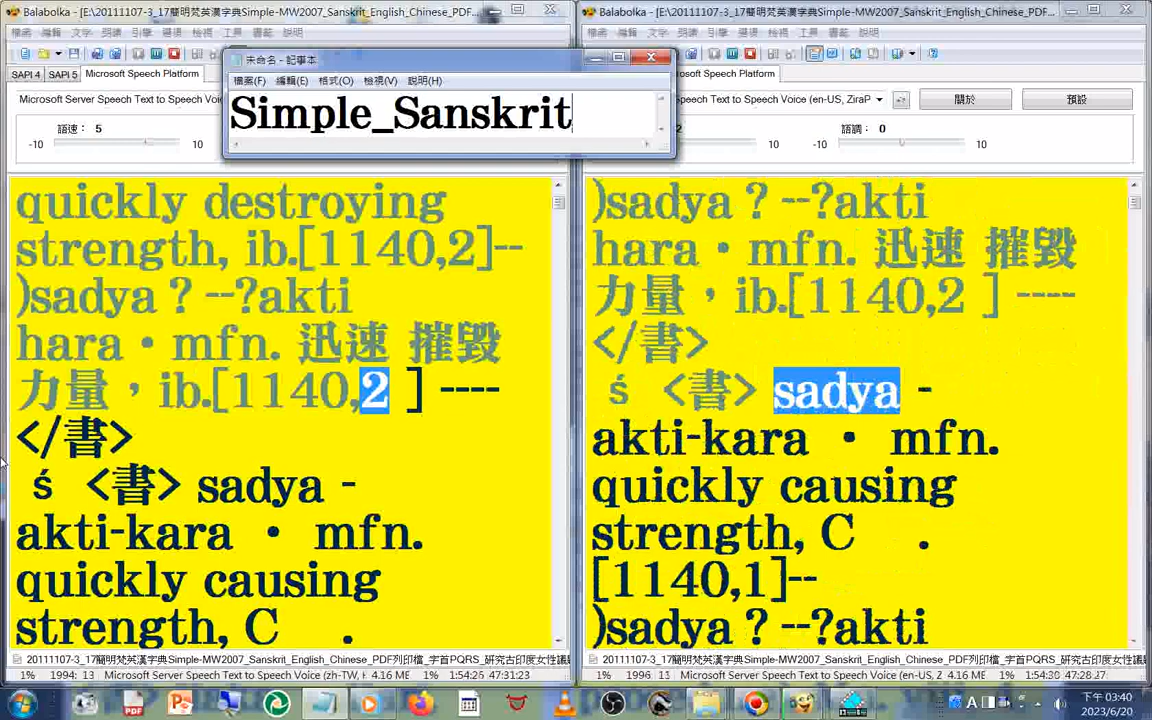 Balabolka - [E:\20111107-3_17簡明梵英漢字典Simple-MW2007_Sanskrit_English_Chinese_PDF...
Balabolka - [E:\20111107-3_17簡明梵英漢字典Simple-MW2007_Sanskrit_English_Chinese_PDF...
未命名 - 記事本
檔案(F) 編輯(E) 格式(O) 檢視(V) 說明(H)
Simple_Sanskrit
SAPI 4 SAPI 5 Microsoft Speech Platform
Speech Platform
Microsoft Server Speech Text to Speech Voi
Speech Text to Speech Voice (en-US, ZiraP
關於
預設
語速： 5
-10 10
2
10
語調： 0
-10 10
quickly destroying
strength, ib.[1140,2]--
)sadya ? --?akti
hara • mfn. 迅速 摧毀
力量，ib.[1140,2 ] ----
</書>
ś <書> sadya -
akti-kara • mfn.
quickly causing
strength, C .
)sadya ? --?akti
hara • mfn. 迅速 摧毀
力量，ib.[1140,2 ] ----
</書>
ś <書> sadya -
akti-kara • mfn.
quickly causing
strength, C .
[1140,1]--
)sadya ? --?akti
20111107-3_17簡明梵英漢字典Simple-MW2007_Sanskrit_English_Chinese_PDF列印檔_字首PQRS_研究古印度女性議
20111107-3_17簡明梵英漢字典Simple-MW2007_Sanskrit_English_Chinese_PDF列印檔_字首PQRS_研究古印度女性議
1% 1994: 13 Microsoft Server Speech Text to Speech Voice (zh-TW, H 4.16 ME 1% 1:54:26 47:31:23
1% 1996: 13 Microsoft Server Speech Text to Speech Voice (en-US, Z 4.16 ME 1% 1:54:25 47:28:27
下午 03:40
2023/6/20